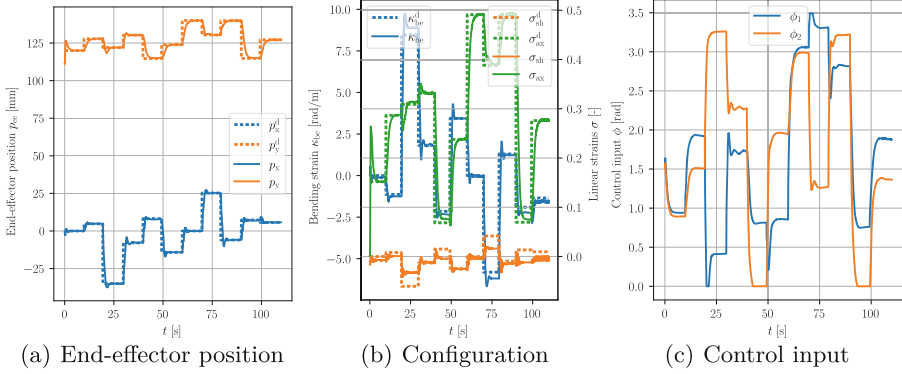 End-effector position p_ee [mm]
125
100
75
50
25
0
−25
p_x^d
p_y^d
p_x
p_y
0 25 50 75 100
t [s]
(a) End-effector position
Bending strain κ_be [rad/m]
10.0
7.5
5.0
2.5
0.0
−2.5
−5.0
κ_be^d
κ_be
σ_sh^d
σ_ax^d
σ_sh
σ_ax
0.5
0.4
0.3
0.2
0.1
0.0
Linear strains σ [-]
0 25 50 75 100
t [s]
(b) Configuration
Control input ϕ [rad]
3.5
3.0
2.5
2.0
1.5
1.0
0.5
0.0
ϕ_1
ϕ_2
0 25 50 75 100
t [s]
(c) Control input